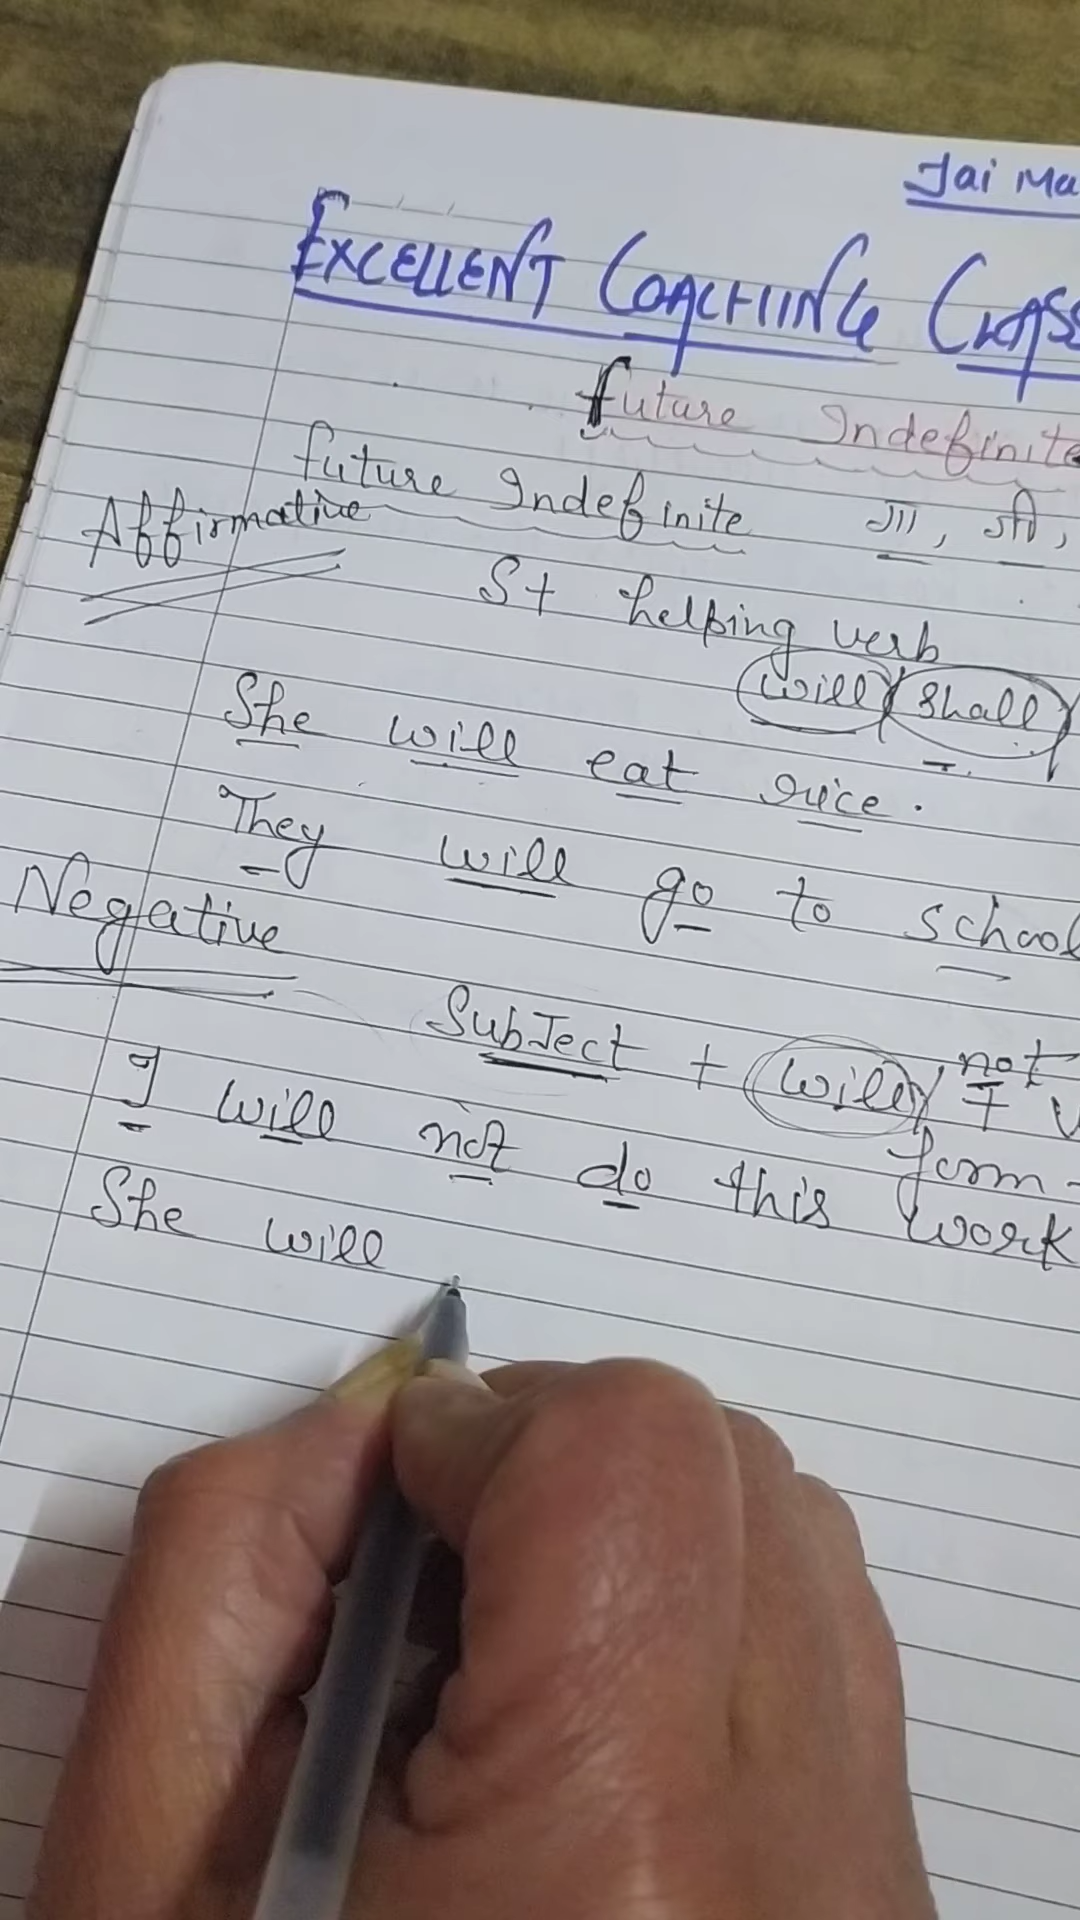 Jai Ma
EXCELLENT COACHING CLASS
Future Indefinite
Future Indefinite गा, गी,
Affirmative
S+ helping verb
will / shall
She will eat rice.
They will go to school
Negative
Subject + will / not +
form
I will not do this work
She will